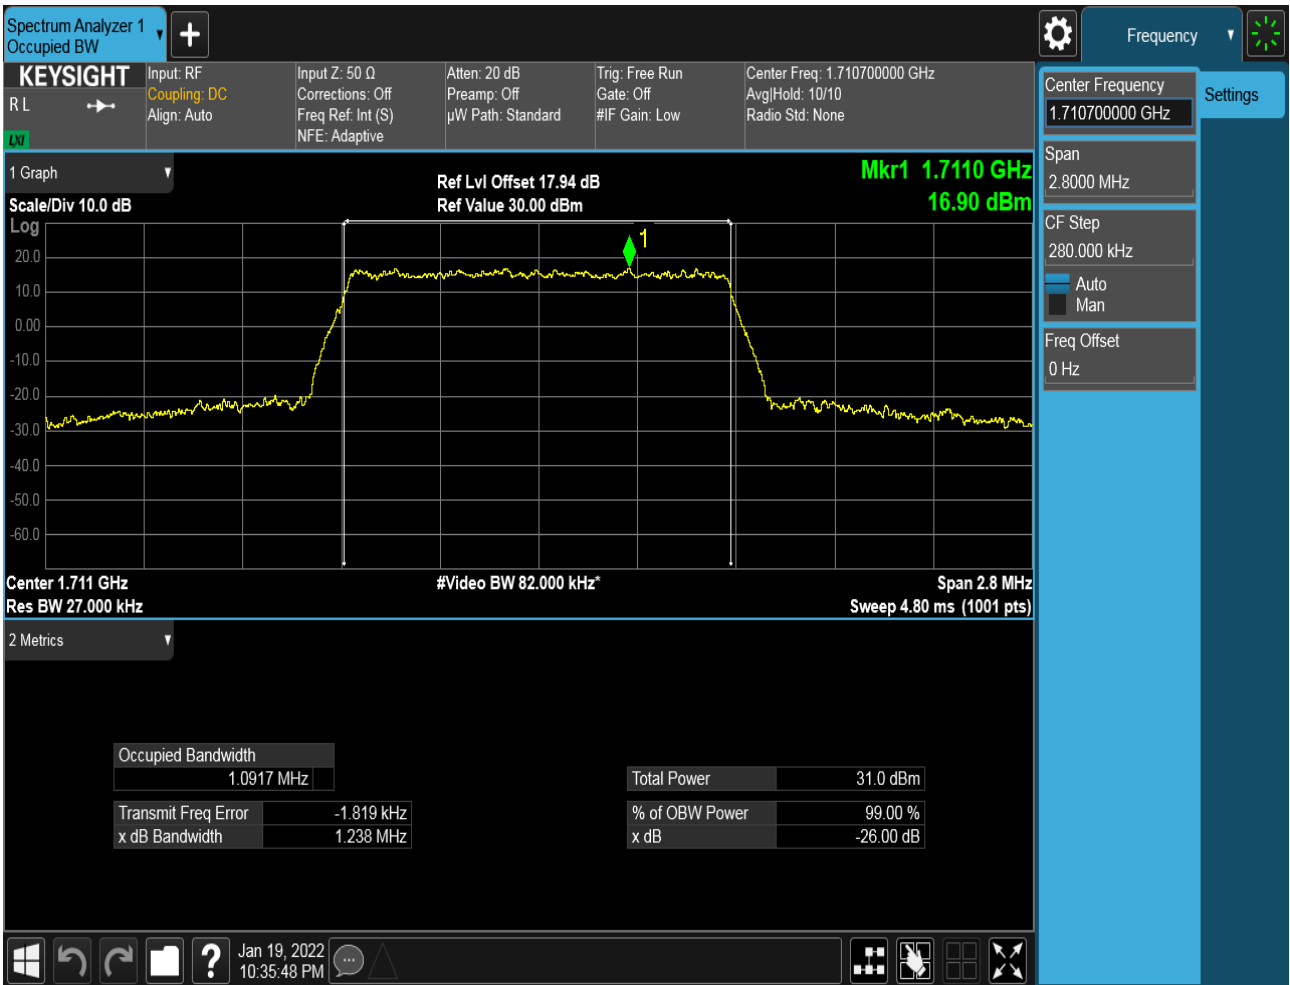 Spectrum Analyzer 1
Occupied BW
Frequency
KEYSIGHT
R L
LXI
Input: RF
Coupling: DC
Align: Auto
Input Z: 50 Ω
Corrections: Off
Freq Ref: Int (S)
NFE: Adaptive
Atten: 20 dB
Preamp: Off
µW Path: Standard
Trig: Free Run
Gate: Off
#IF Gain: Low
Center Freq: 1.710700000 GHz
Avg|Hold: 10/10
Radio Std: None
Center Frequency
1.710700000 GHz
Settings
Span
2.8000 MHz
CF Step
280.000 kHz
Auto
Man
Freq Offset
0 Hz
1 Graph
Scale/Div 10.0 dB
Ref Lvl Offset 17.94 dB
Ref Value 30.00 dBm
Mkr1 1.7110 GHz
16.90 dBm
Log
1
20.0
10.0
0.00
-10.0
-20.0
-30.0
-40.0
-50.0
-60.0
Center 1.711 GHz
#Video BW 82.000 kHz*
Span 2.8 MHz
Res BW 27.000 kHz
Sweep 4.80 ms (1001 pts)
2 Metrics
Occupied Bandwidth
1.0917 MHz
Transmit Freq Error -1.819 kHz
x dB Bandwidth 1.238 MHz
Total Power 31.0 dBm
% of OBW Power 99.00 %
x dB -26.00 dB
?
Jan 19, 2022
10:35:48 PM